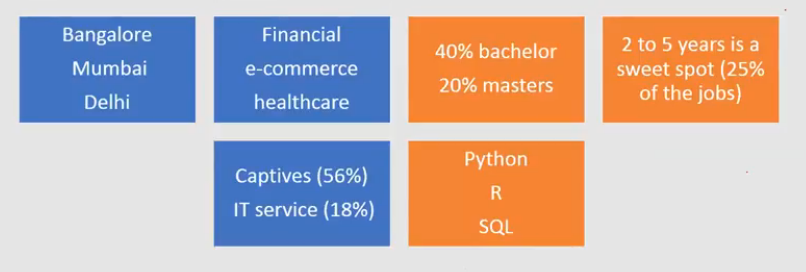 Bangalore
Mumbai
Delhi
Financial
e-commerce
healthcare
40% bachelor
20% masters
2 to 5 years is a
sweet spot (25%
of the jobs)
Captives (56%)
IT service (18%)
Python
R
SQL